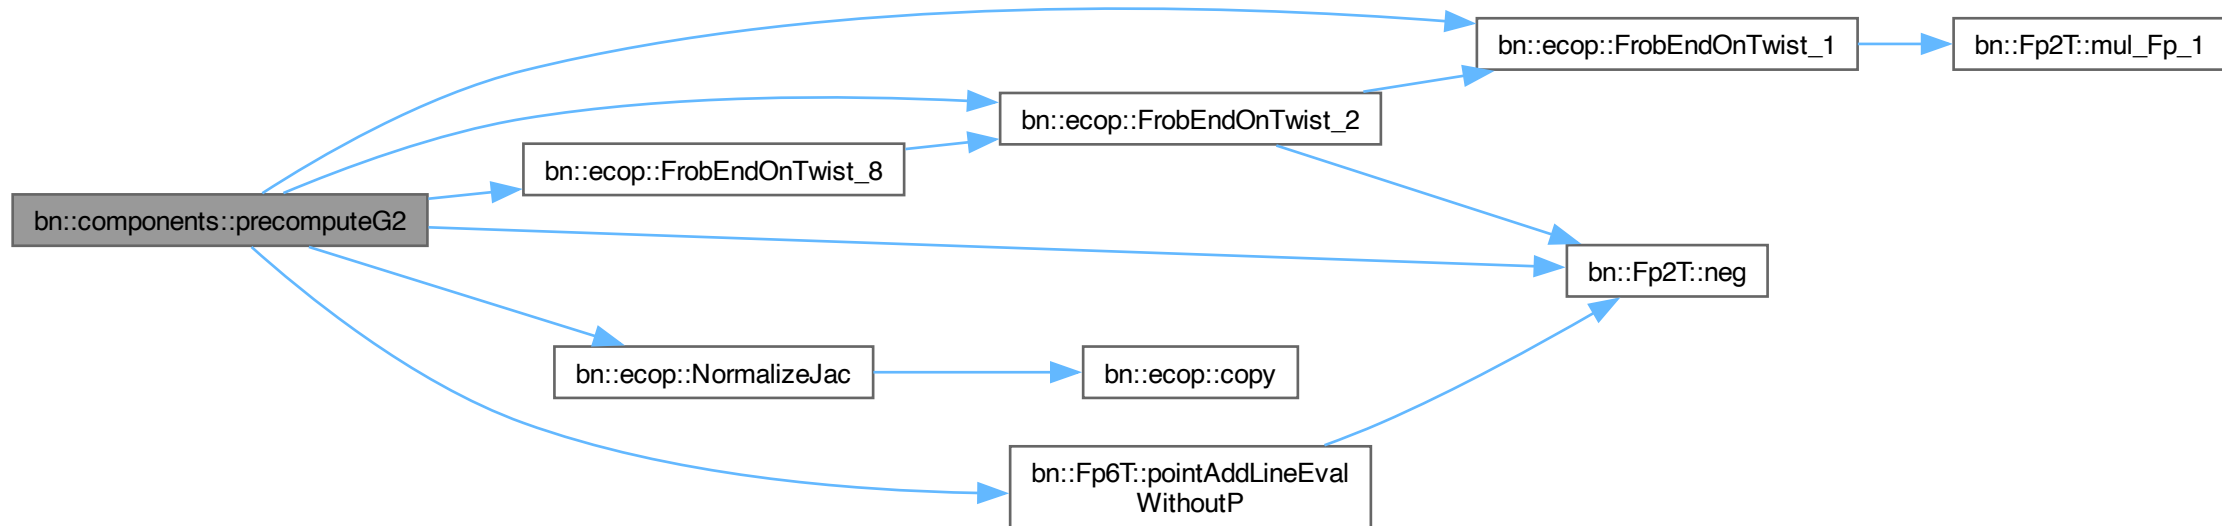 bn::ecop::FrobEndOnTwist_1
bn::Fp2T::mul_Fp_1
bn::ecop::FrobEndOnTwist_2
bn::ecop::FrobEndOnTwist_8
bn::components::precomputeG2
bn::Fp2T::neg
bn::ecop::NormalizeJac
bn::ecop::copy
bn::Fp6T::pointAddLineEval
WithoutP